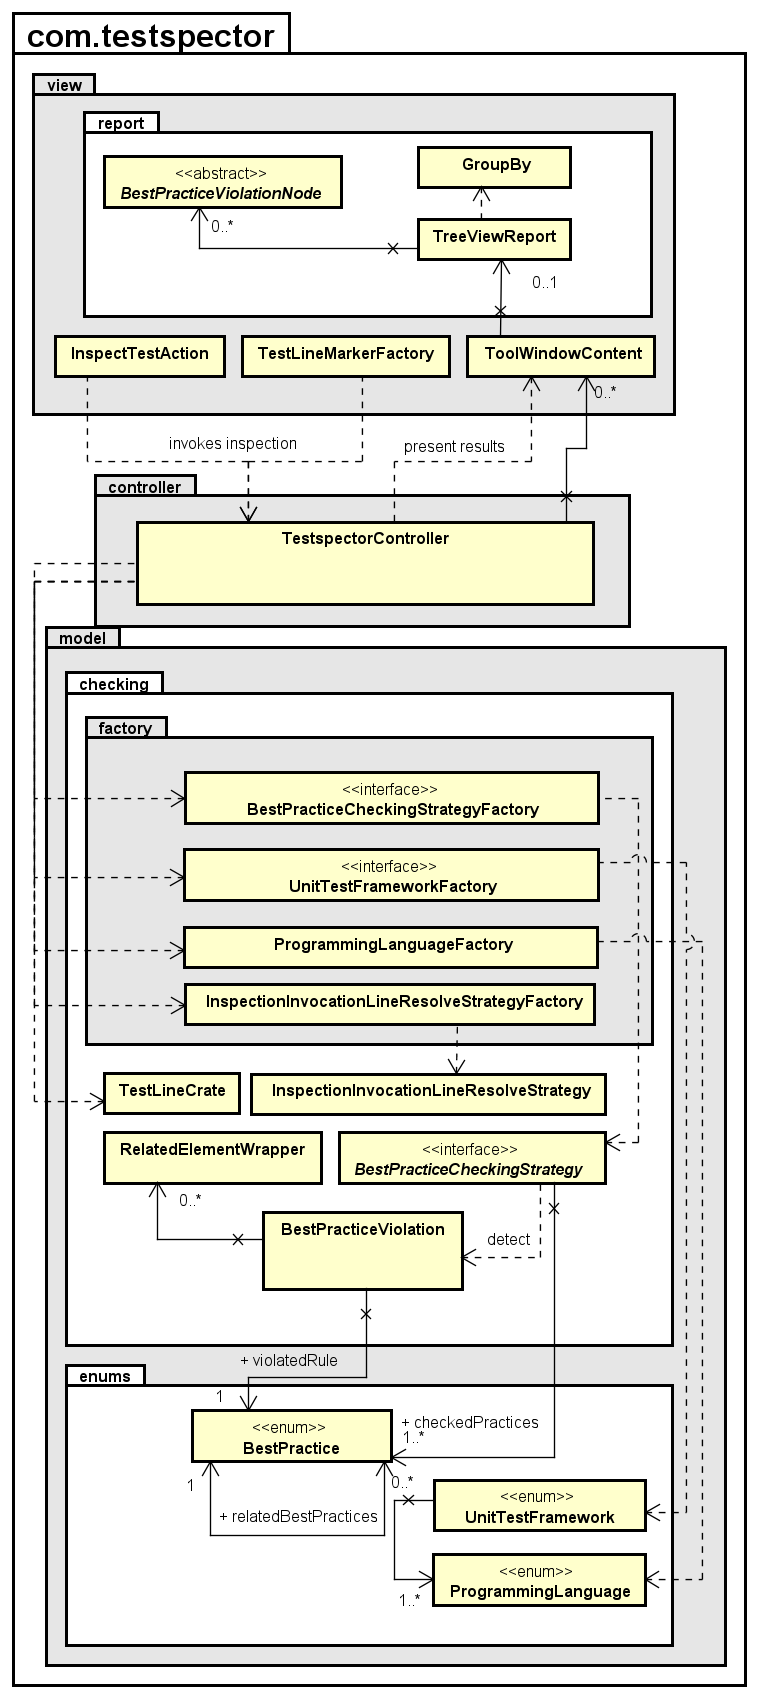 com.testspector
view
report
<<abstract>>
BestPracticeViolationNode
GroupBy
0..*
TreeViewReport
0..1
InspectTestAction
TestLineMarkerFactory
ToolWindowContent
0..*
invokes inspection
present results
controller
TestspectorController
model
checking
factory
<<interface>>
BestPracticeCheckingStrategyFactory
<<interface>>
UnitTestFrameworkFactory
ProgrammingLanguageFactory
InspectionInvocationLineResolveStrategyFactory
TestLineCrate
InspectionInvocationLineResolveStrategy
RelatedElementWrapper
<<interface>>
BestPracticeCheckingStrategy
0..*
BestPracticeViolation
detect
+ violatedRule
enums
1
<<enum>>
BestPractice
+ checkedPractices
1..*
1
0..*
+ relatedBestPractices
<<enum>>
UnitTestFramework
<<enum>>
ProgrammingLanguage
1..*